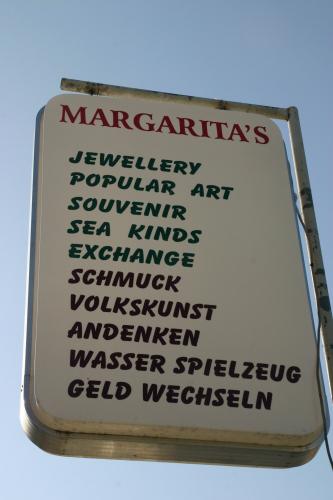 MARGARITA'S
JEWELLERY
POPULAR ART
SOUVENIR
SEA KINDS
EXCHANGE
SCHMUCK
VOLKSKUNST
ANDENKEN
WASSER SPIELZEUG
GELD WECHSELN